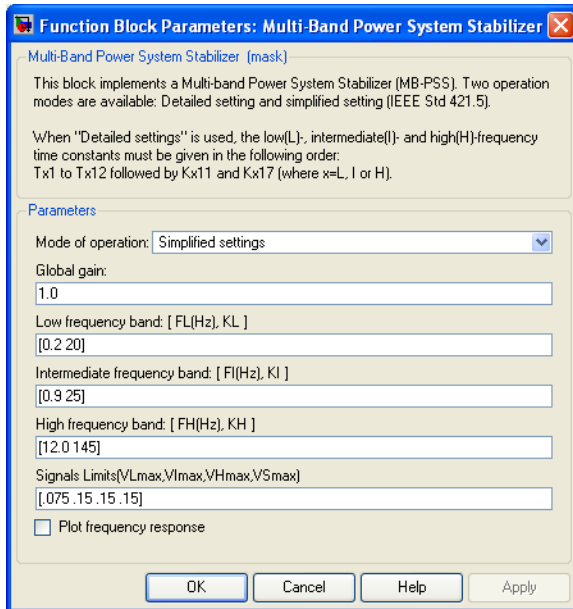 Function Block Parameters: Multi-Band Power System Stabilizer
Multi-Band Power System Stabilizer (mask)
This block implements a Multi-band Power System Stabilizer (MB-PSS). Two operation
modes are available: Detailed setting and simplified setting (IEEE Std 421.5).
When "Detailed settings" is used, the low(L)-, intermediate(I)- and high(H)-frequency
time constants must be given in the following order:
Tx1 to Tx12 followed by Kx11 and Kx17 (where x=L, I or H).
Parameters
Mode of operation: Simplified settings
Global gain:
1.0
Low frequency band: [ FL(Hz), KL ]
[0.2 20]
Intermediate frequency band: [ FI(Hz), KI ]
[0.9 25]
High frequency band: [ FH(Hz), KH ]
[12.0 145]
Signals Limits(VLmax,VImax,VHmax,VSmax)
[.075 .15 .15 .15]
Plot frequency response
OK Cancel Help Apply